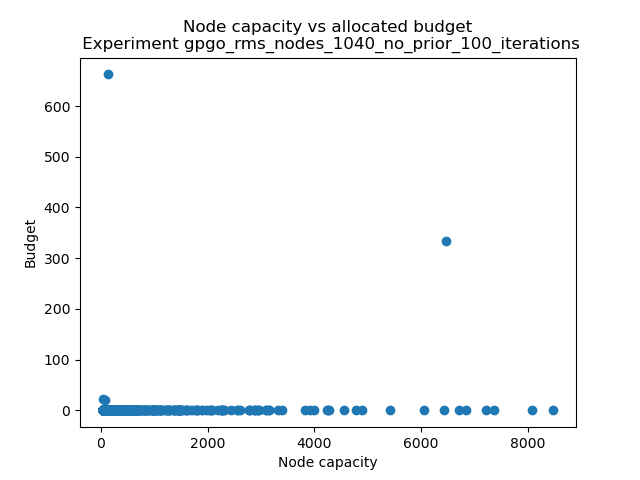 Node capacity vs allocated budget
Experiment gpgo_rms_nodes_1040_no_prior_100_iterations
600
500
400
300
200
100
0
Budget
0 2000 4000 6000 8000
Node capacity